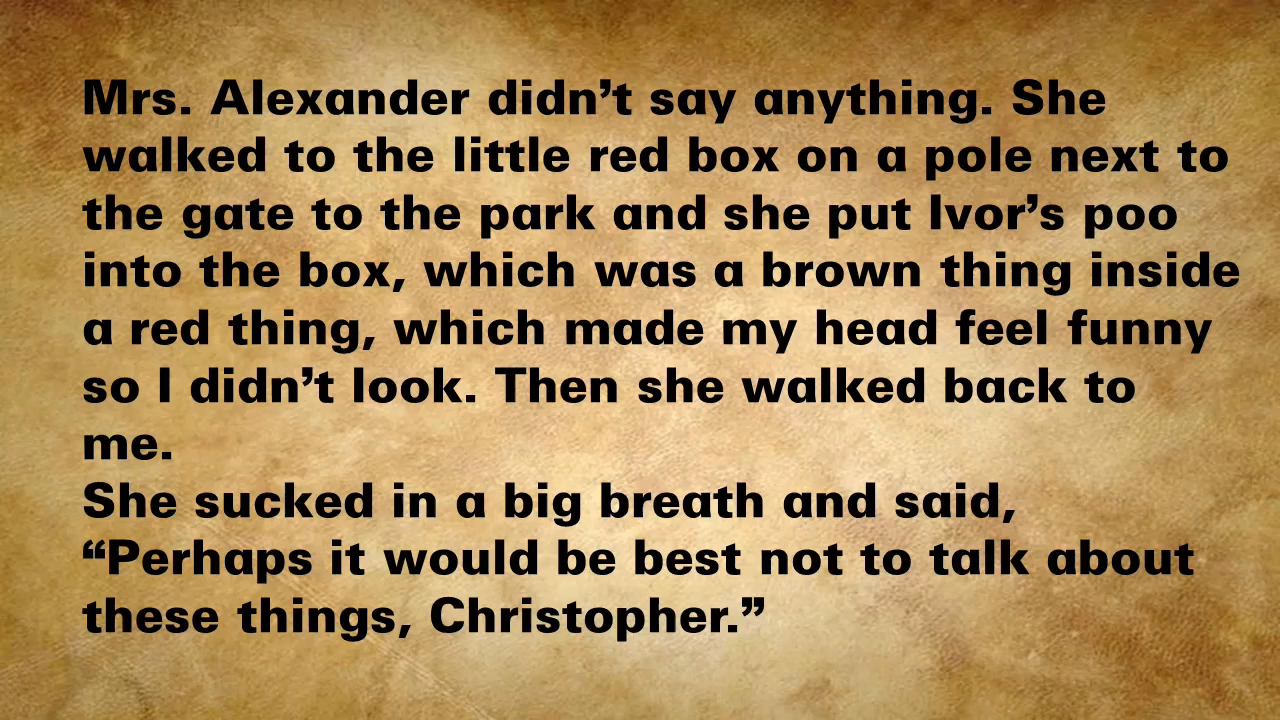 Mrs. Alexander didn’t say anything. She
walked to the little red box on a pole next to
the gate to the park and she put Ivor’s poo
into the box, which was a brown thing inside
a red thing, which made my head feel funny
so I didn’t look. Then she walked back to
me.
She sucked in a big breath and said,
“Perhaps it would be best not to talk about
these things, Christopher.”